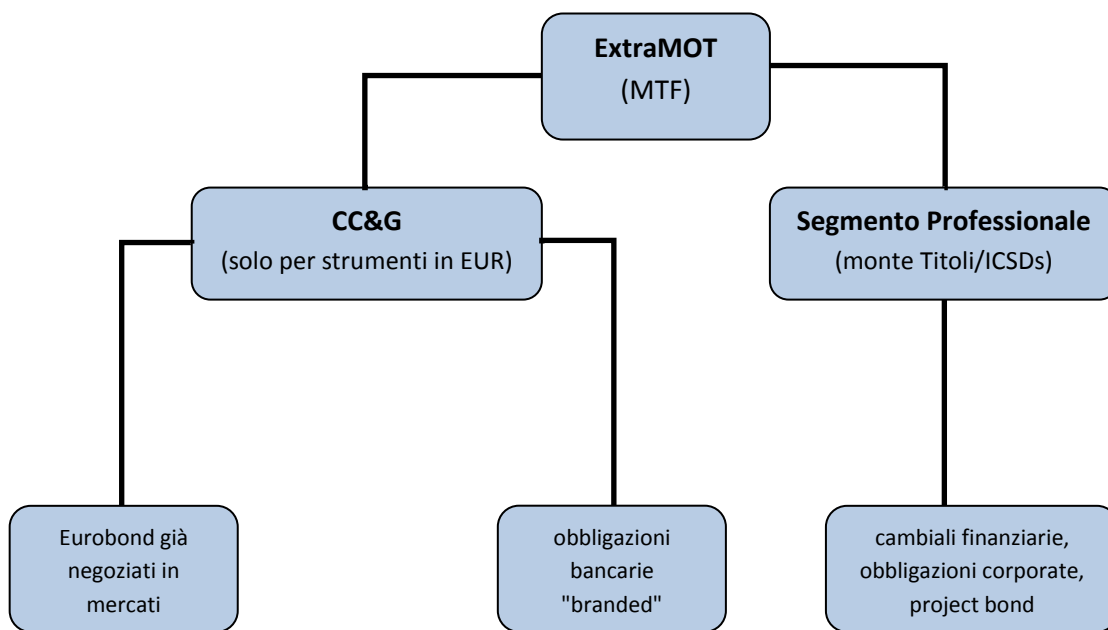 ExtraMOT
(MTF)
CC&G
(solo per strumenti in EUR)
Segmento Professionale
(monte Titoli/ICSDs)
Eurobond già
negoziati in
mercati
obbligazioni
bancarie
"branded"
cambiali finanziarie,
obbligazioni corporate,
project bond